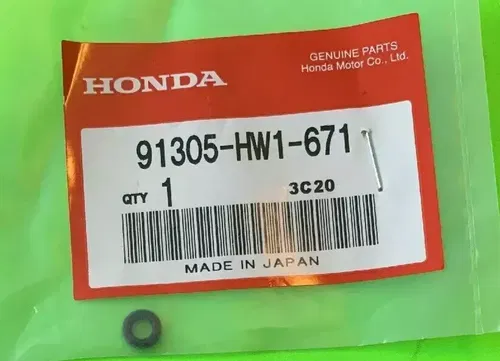 GENUINE PARTS
HONDA
Honda Motor Co., Ltd.
91305-HW1-671
QTY 1 3C20
MADE IN JAPAN